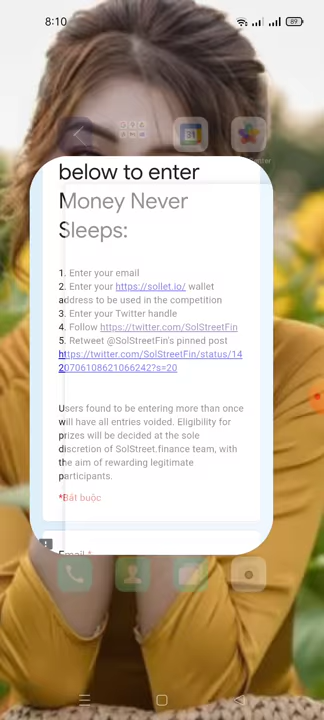 8:10
89
below to enter
Money Never
Sleeps:
1. Enter your email
2. Enter your https://sollet.io/ wallet
address to be used in the competition
3. Enter your Twitter handle
4. Follow https://twitter.com/SolStreetFin
5. Retweet @SolStreetFin's pinned post
https://twitter.com/SolStreetFin/status/14
20706108621066242?s=20
Users found to be entering more than once
will have all entries voided. Eligibility for
prizes will be decided at the sole
discretion of SolStreet.finance team, with
the aim of rewarding legitimate
participants.
*Bắt buộc
Email *